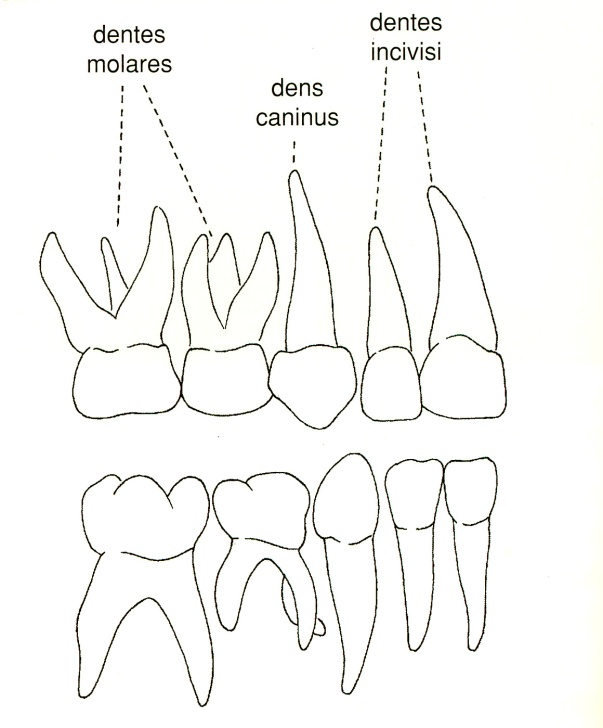 dentes
molares
dens
caninus
dentes
incivisi